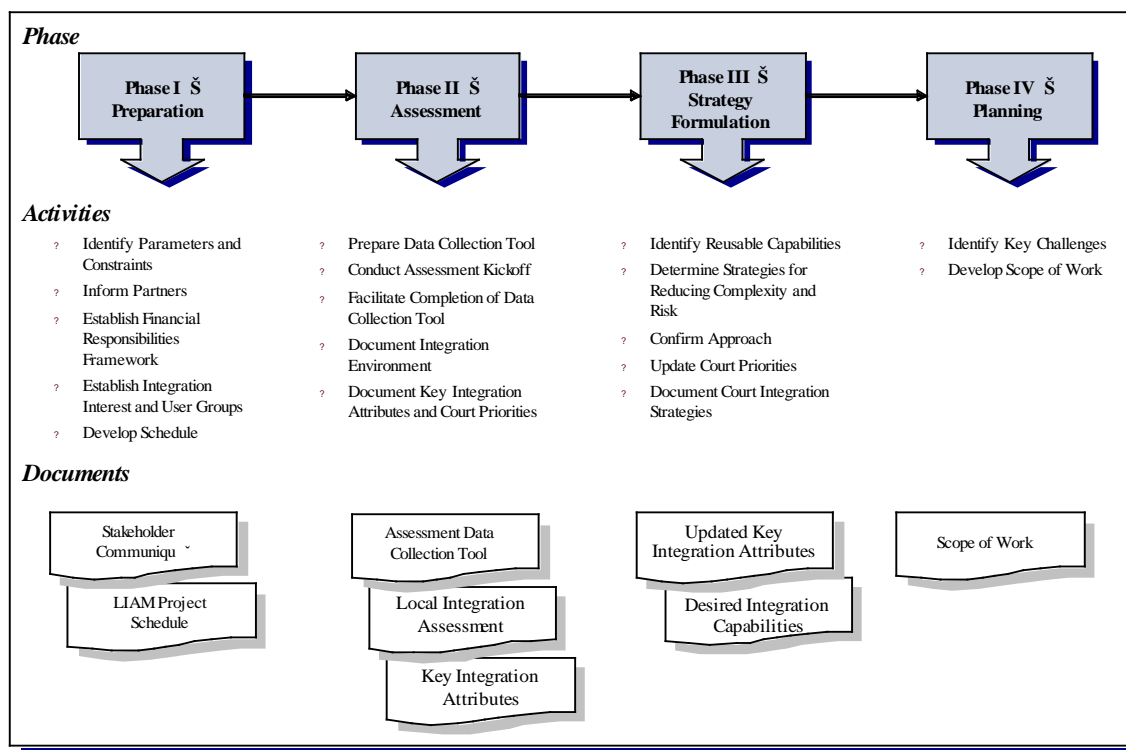 Phase
Phase I Š
Preparation
Phase II Š
Assessment
Phase III Š
Strategy
Formulation
Phase IV Š
Planning
Activities
? Identify Parameters and
Constraints
? Inform Partners
? Establish Financial
Responsibilities
Framework
? Establish Integration
Interest and User Groups
? Develop Schedule
? Prepare Data Collection Tool
? Conduct Assessment Kickoff
? Facilitate Completion of Data
Collection Tool
? Document Integration
Environment
? Document Key Integration
Attributes and Court Priorities
? Identify Reusable Capabilities
? Determine Strategies for
Reducing Complexity and
Risk
? Confirm Approach
? Update Court Priorities
? Document Court Integration
Strategies
? Identify Key Challenges
? Develop Scope of Work
Documents
Stakeholder
Communiqu ˇ
LIAM Project
Schedule
Assessment Data
Collection Tool
Local Integration
Assessment
Key Integration
Attributes
Updated Key
Integration Attributes
Desired Integration
Capabilities
Scope of Work